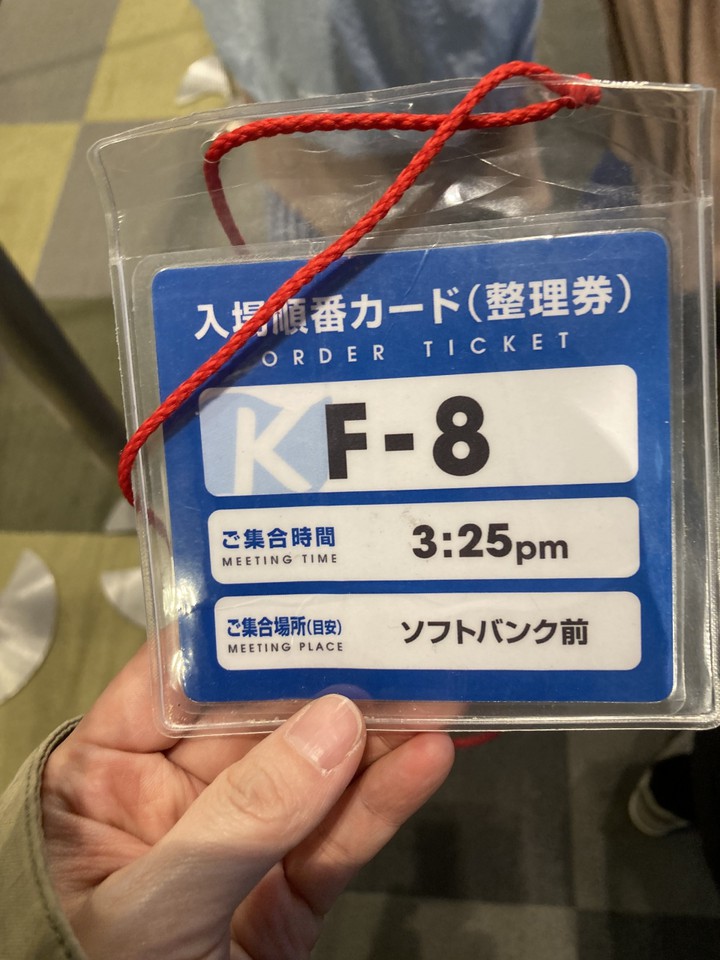 入場順番カード(整理券)
ORDER TICKET
K F-8
ご集合時間 3:25pm
MEETING TIME
ご集合場所(目安) ソフトバンク前
MEETING PLACE